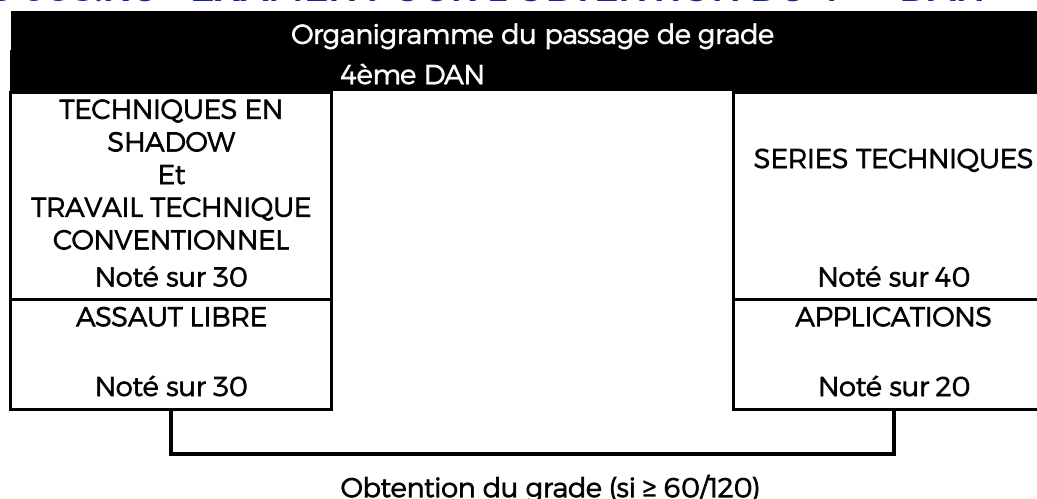 Organigramme du passage de grade
4ème DAN
TECHNIQUES EN
SHADOW
Et
TRAVAIL TECHNIQUE
CONVENTIONNEL
Noté sur 30
SERIES TECHNIQUES
Noté sur 40
ASSAUT LIBRE
Noté sur 30
APPLICATIONS
Noté sur 20
Obtention du grade (si ≥ 60/120)